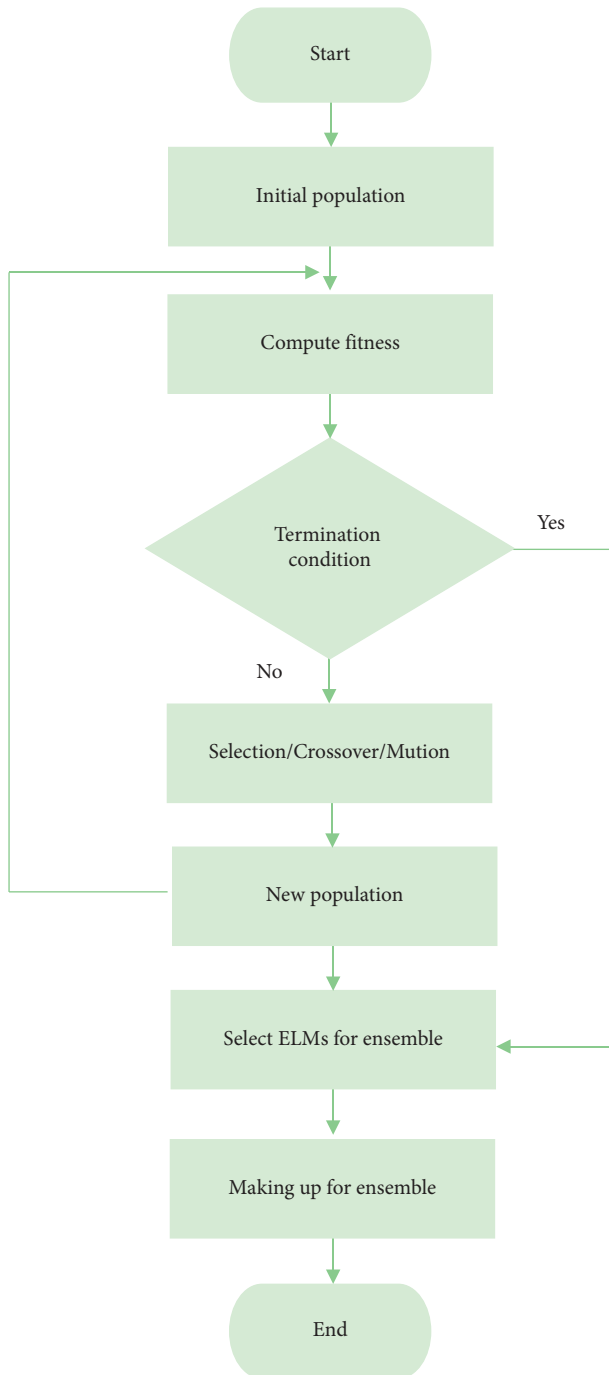 Start
Initial population
Compute fitness
Termination
condition
Yes
No
Selection/Crossover/Mution
New population
Select ELMs for ensemble
Making up for ensemble
End